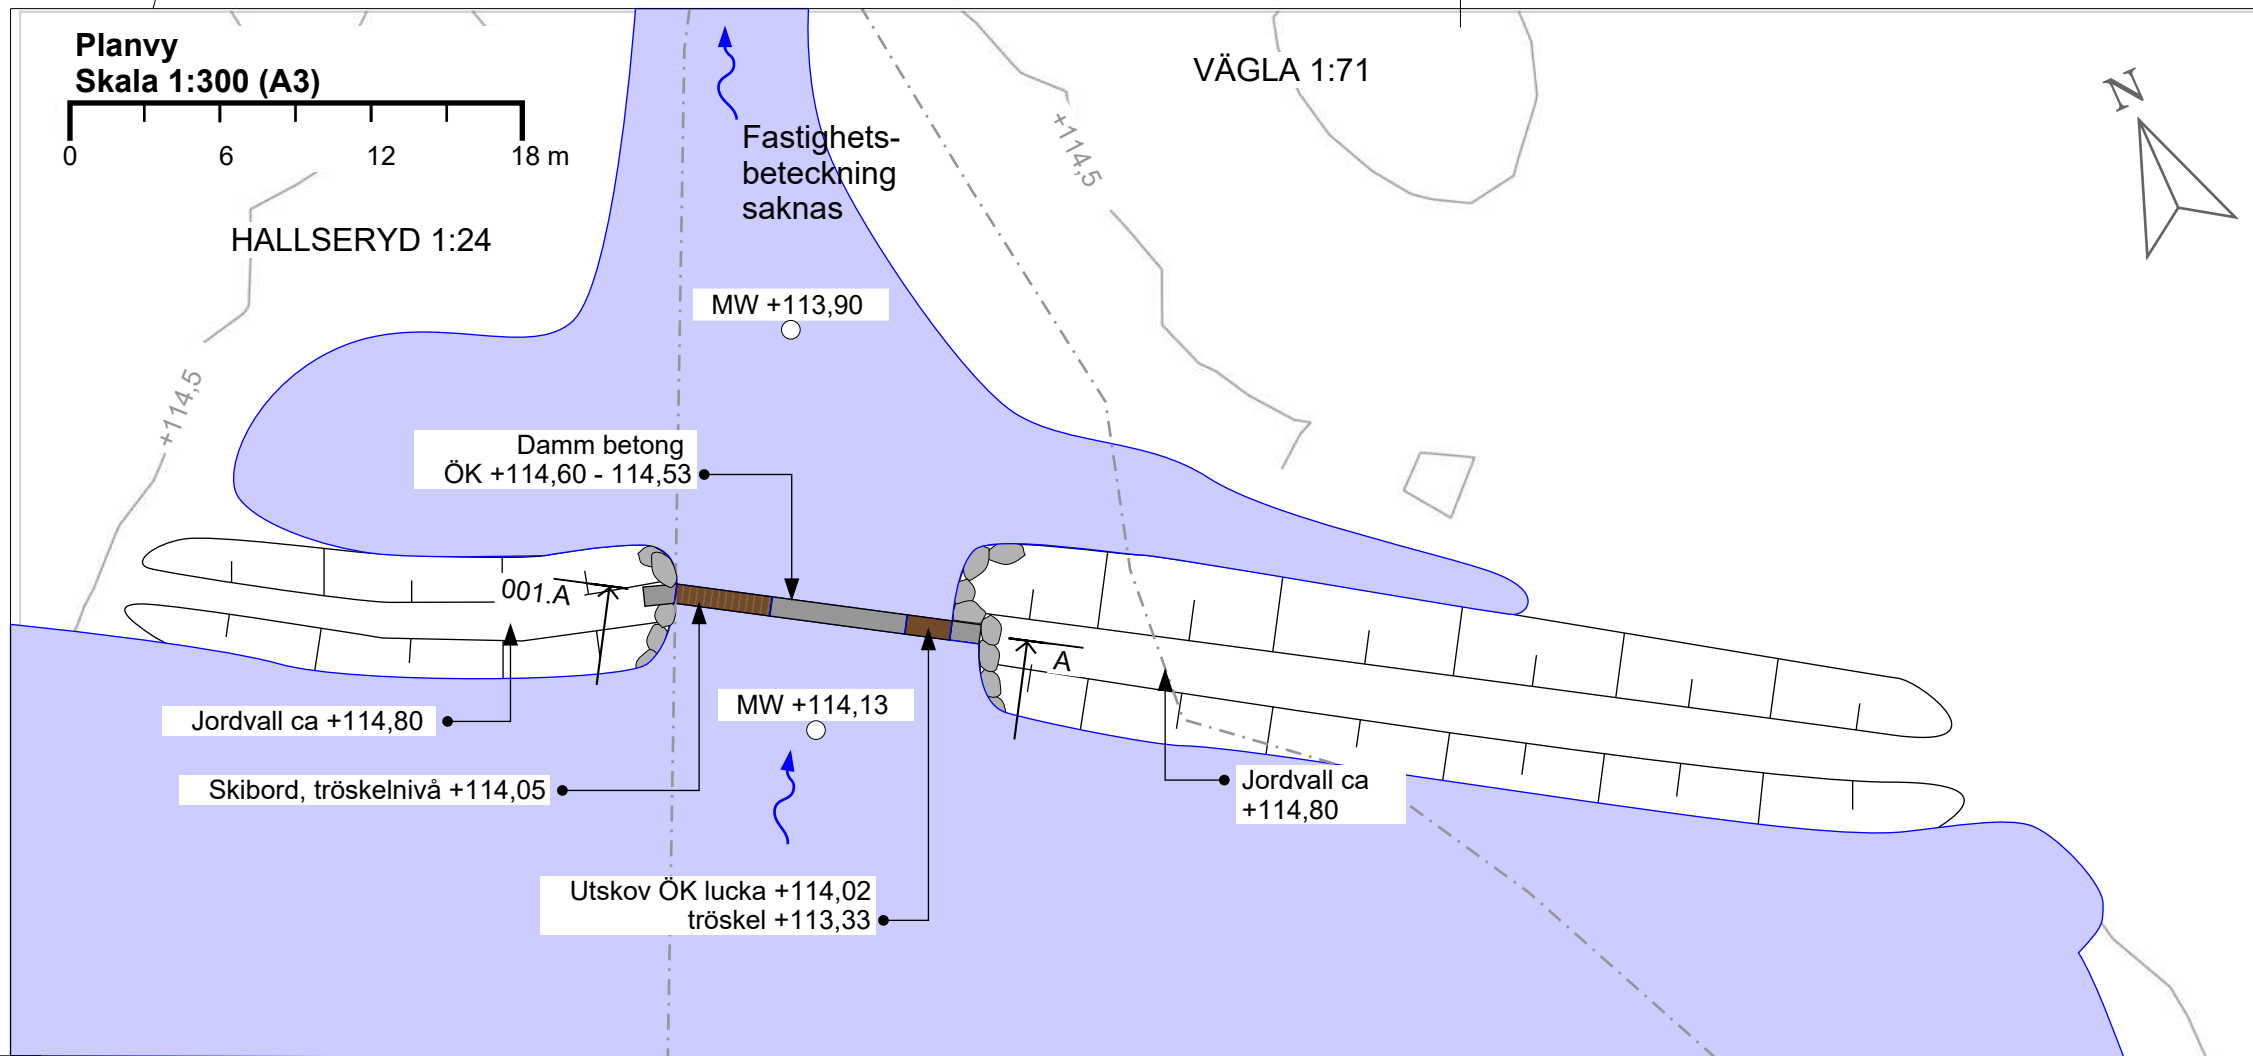 Planvy
Skala 1:300 (A3)
0 6 12 18 m
VÄGLA 1:71
N
Fastighets-
beteckning
saknas
+114,5
HALLSERYD 1:24
MW +113,90
+114,5
Damm betong
ÖK +114,60 - 114,53
001.A
A
MW +114,13
Jordvall ca +114,80
Skibord, tröskelnivå +114,05
Jordvall ca
+114,80
Utskov ÖK lucka +114,02
tröskel +113,33